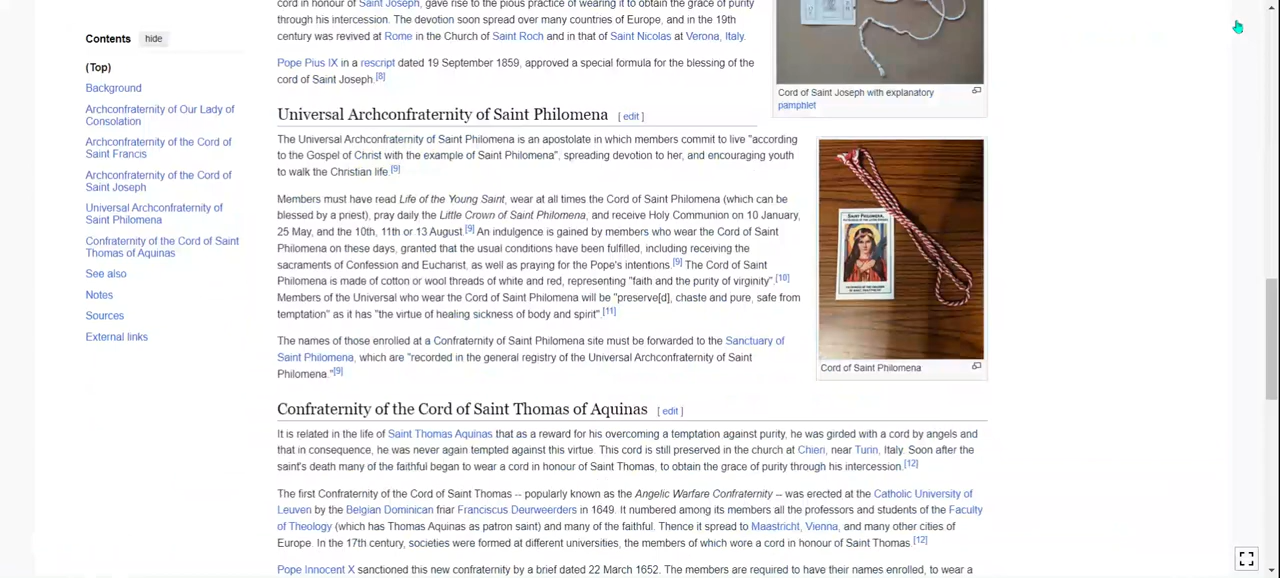 Contents hide
(Top)
Background
Archconfraternity of Our Lady of
Consolation
Archconfraternity of the Cord of
Saint Francis
Archconfraternity of the Cord of
Saint Joseph
Universal Archconfraternity of
Saint Philomena
Confraternity of the Cord of Saint
Thomas of Aquinas
See also
Notes
Sources
External links
cord in honour of Saint Joseph, gave rise to the pious practice of wearing it to obtain the grace of purity
through his intercession. The devotion soon spread over many countries of Europe, and in the 19th
century was revived at Rome in the Church of Saint Roch and in that of Saint Nicolas at Verona, Italy.
Pope Pius IX in a rescript dated 19 September 1859, approved a special formula for the blessing of the
cord of Saint Joseph.[8]
Cord of Saint Joseph with explanatory
pamphlet
Universal Archconfraternity of Saint Philomena [ edit ]
The Universal Archconfraternity of Saint Philomena is an apostolate in which members commit to live "according
to the Gospel of Christ with the example of Saint Philomena", spreading devotion to her, and encouraging youth
to walk the Christian life.[9]
Members must have read Life of the Young Saint, wear at all times the Cord of Saint Philomena (which can be
blessed by a priest), pray daily the Little Crown of Saint Philomena, and receive Holy Communion on 10 January,
25 May, and the 10th, 11th or 13 August.[9] An indulgence is gained by members who wear the Cord of Saint
Philomena on these days, granted that the usual conditions have been fulfilled, including receiving the
sacraments of Confession and Eucharist, as well as praying for the Pope's intentions.[9] The Cord of Saint
Philomena is made of cotton or wool threads of white and red, representing "faith and the purity of virginity".[10]
Members of the Universal who wear the Cord of Saint Philomena will be "preserve[d], chaste and pure, safe from
temptation" as it has "the virtue of healing sickness of body and spirit".[11]
The names of those enrolled at a Confraternity of Saint Philomena site must be forwarded to the Sanctuary of
Saint Philomena, which are "recorded in the general registry of the Universal Archconfraternity of Saint
Philomena."[9]
SAINT PHILOMENA,
Cord of Saint Philomena
Confraternity of the Cord of Saint Thomas of Aquinas [ edit ]
It is related in the life of Saint Thomas Aquinas that as a reward for his overcoming a temptation against purity, he was girded with a cord by angels and
that in consequence, he was never again tempted against this virtue. This cord is still preserved in the church at Chieri, near Turin, Italy. Soon after the
saint's death many of the faithful began to wear a cord in honour of Saint Thomas, to obtain the grace of purity through his intercession.[12]
The first Confraternity of the Cord of Saint Thomas -- popularly known as the Angelic Warfare Confraternity -- was erected at the Catholic University of
Leuven by the Belgian Dominican friar Franciscus Deurweerders in 1649. It numbered among its members all the professors and students of the Faculty
of Theology (which has Thomas Aquinas as patron saint) and many of the faithful. Thence it spread to Maastricht, Vienna, and many other cities of
Europe. In the 17th century, societies were formed at different universities, the members of which wore a cord in honour of Saint Thomas.[12]
Pope Innocent X sanctioned this new confraternity by a brief dated 22 March 1652. The members are required to have their names enrolled, to wear a